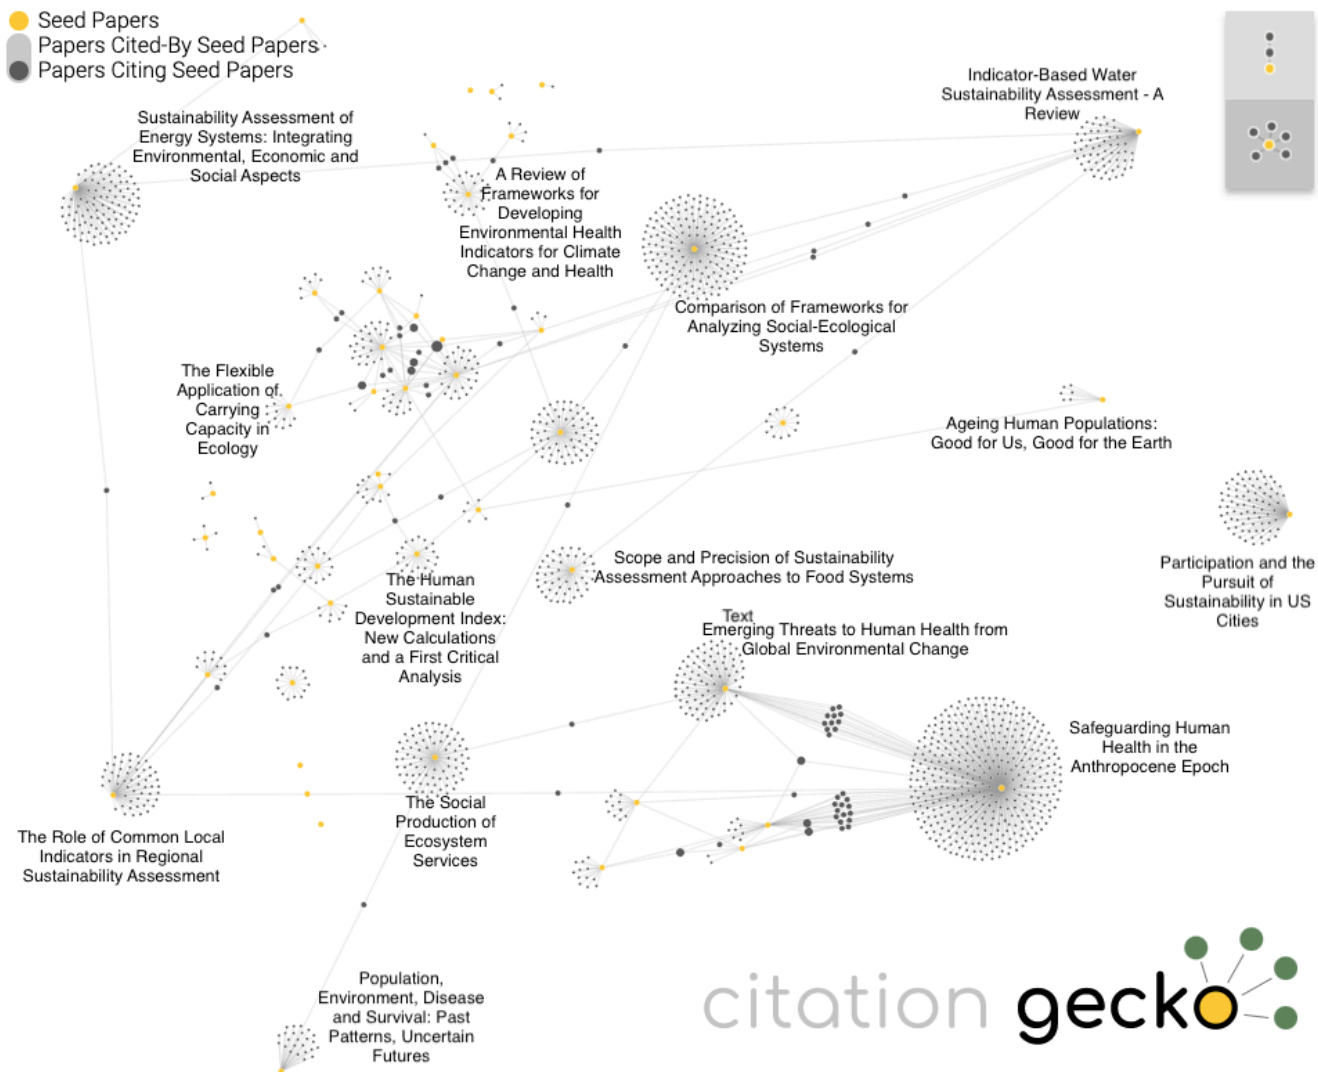 Seed Papers
Papers Cited-By Seed Papers
Papers Citing Seed Papers
Sustainability Assessment of
Energy Systems: Integrating
Environmental, Economic and
Social Aspects
A Review of
Frameworks for
Developing
Environmental Health
Indicators for Climate
Change and Health
Indicator-Based Water
Sustainability Assessment - A
Review
Comparison of Frameworks for
Analyzing Social-Ecological
Systems
The Flexible
Application of
Carrying
Capacity in
Ecology
Ageing Human Populations:
Good for Us, Good for the Earth
Participation and the
Pursuit of
Sustainability in US
Cities
Scope and Precision of Sustainability
Assessment Approaches to Food Systems
The Human
Sustainable
Development Index:
New Calculations
and a First Critical
Analysis
Text
Emerging Threats to Human Health from
Global Environmental Change
Safeguarding Human
Health in the
Anthropocene Epoch
The Social
Production of
Ecosystem
Services
The Role of Common Local
Indicators in Regional
Sustainability Assessment
Population,
Environment, Disease
and Survival: Past
Patterns, Uncertain
Futures
citation gecko